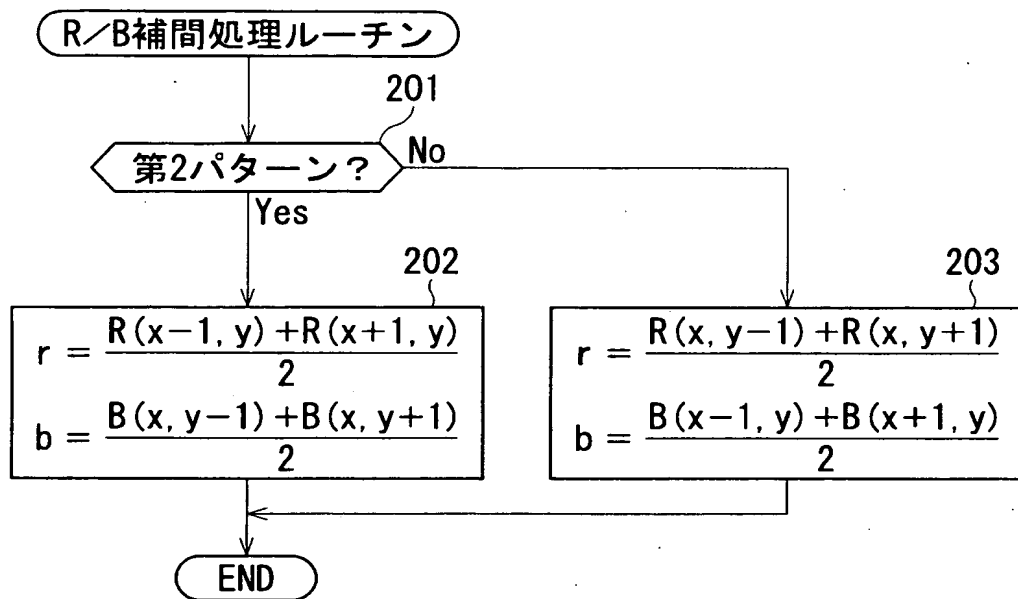 R/B補間処理ルーチン
201
第2パターン?
No
Yes
202
r = R(x−1, y)+R(x+1, y) / 2
b = B(x, y−1)+B(x, y+1) / 2
203
r = R(x, y−1)+R(x, y+1) / 2
b = B(x−1, y)+B(x+1, y) / 2
END